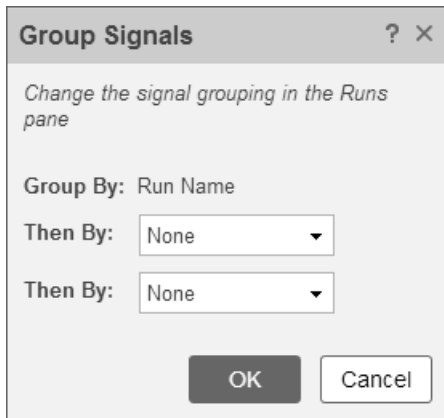 Group Signals ? ×
Change the signal grouping in the Runs
pane
Group By: Run Name
Then By: None
Then By: None
OK Cancel